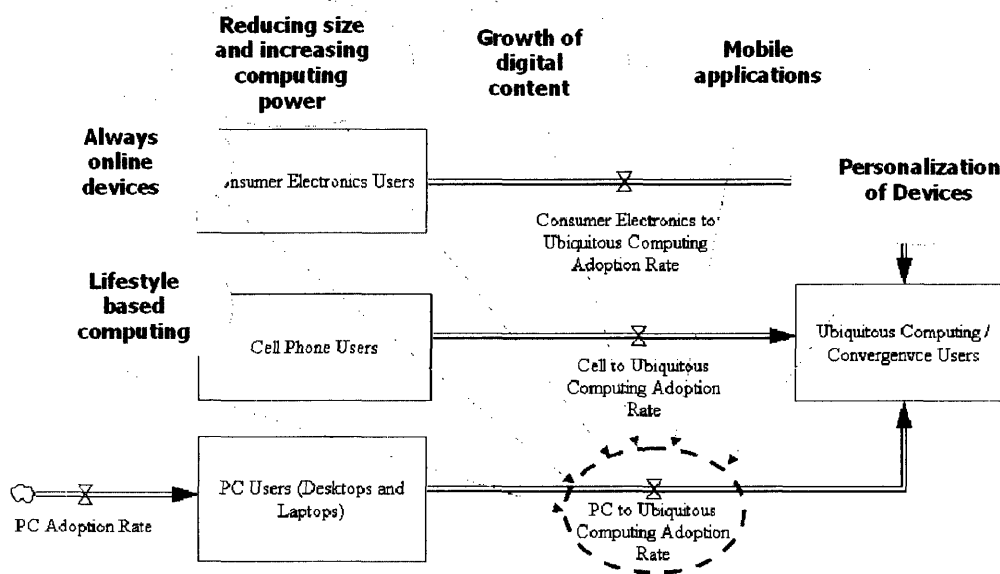 Reducing size
and increasing
computing
power
Growth of
digital
content
Mobile
applications
Always
online
devices
Electronics Users
Personalization
of Devices
Consumer Electronics to
Ubiquitous Computing
Adoption Rate
Lifestyle
based
computing
Cell Phone Users
Ubiquitous Computing /
Convergenvce Users
Cell to Ubiquitous
Computing Adoption
Rate
PC Users (Desktops and
Laptops)
PC Adoption Rate
PC to Ubiquitous
Computing Adoption
Rate